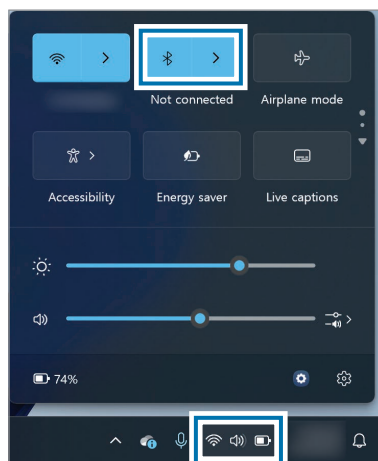 Not connected
Airplane mode
Accessibility
Energy saver
Live captions
74%